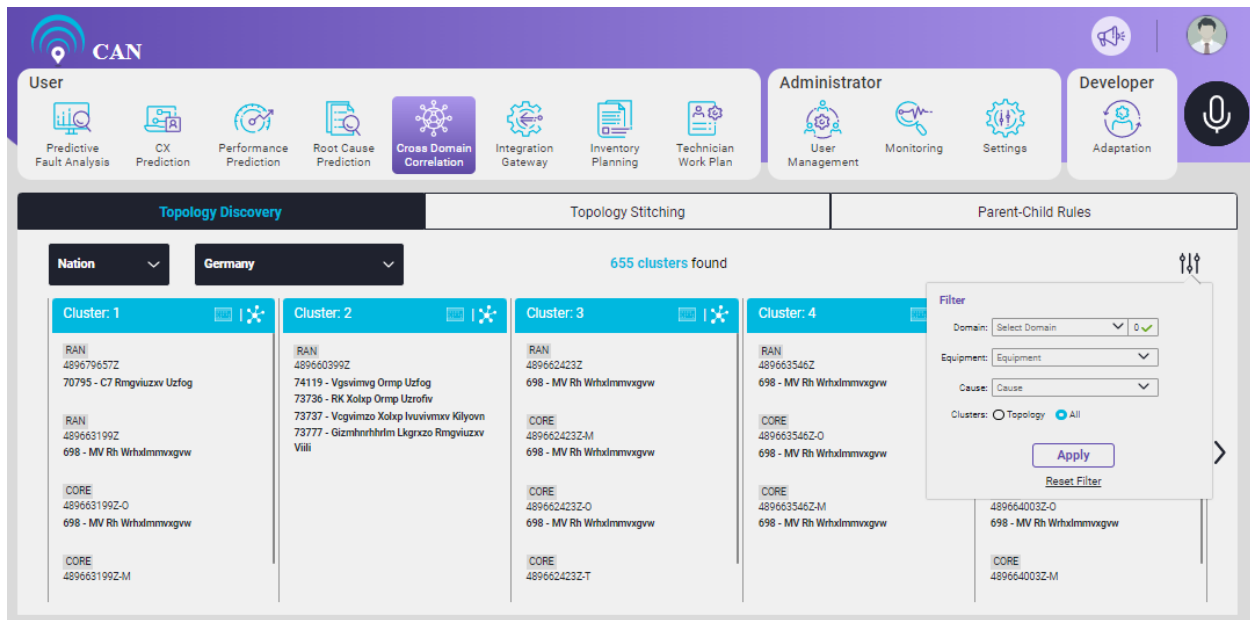 CAN
User
Administrator
Developer
Predictive
Fault Analysis
CX
Prediction
Performance
Prediction
Root Cause
Prediction
Cross Domain
Correlation
Integration
Gateway
Inventory
Planning
Technician
Work Plan
User
Management
Monitoring
Settings
Adaptation
Topology Discovery
Topology Stitching
Parent-Child Rules
Nation
Germany
655 clusters found
Cluster: 1
RAN
489679657Z
70795 - C7 Rmgviuzxv Uzfog
RAN
489663199Z
698 - MV Rh Wrhxlmmvxgvw
CORE
489663199Z-O
698 - MV Rh Wrhxlmmvxgvw
CORE
489663199Z-M
Cluster: 2
RAN
489660399Z
74119 - Vgsvimvg Ormp Uzfog
73736 - RK Xolxp Ormp Uzrofiv
73737 - Vcgvimzo Xolxp Ivuvivmxv Kilyovn
73777 - Gizmhnrhhrlm Lkgrxzo Rmgviuzxv
Viili
Cluster: 3
RAN
489662423Z
698 - MV Rh Wrhxlmmvxgvw
CORE
489662423Z-M
698 - MV Rh Wrhxlmmvxgvw
CORE
489662423Z-O
698 - MV Rh Wrhxlmmvxgvw
CORE
489662423Z-T
Cluster: 4
RAN
489663546Z
698 - MV Rh Wrhxlmmvxgvw
CORE
489663546Z-O
698 - MV Rh Wrhxlmmvxgvw
CORE
489663546Z-M
698 - MV Rh Wrhxlmmvxgvw
Filter
Domain: Select Domain 0
Equipment: Equipment
Cause: Cause
Clusters: Topology All
Apply
Reset Filter
489664003Z-O
698 - MV Rh Wrhxlmmvxgvw
CORE
489664003Z-M